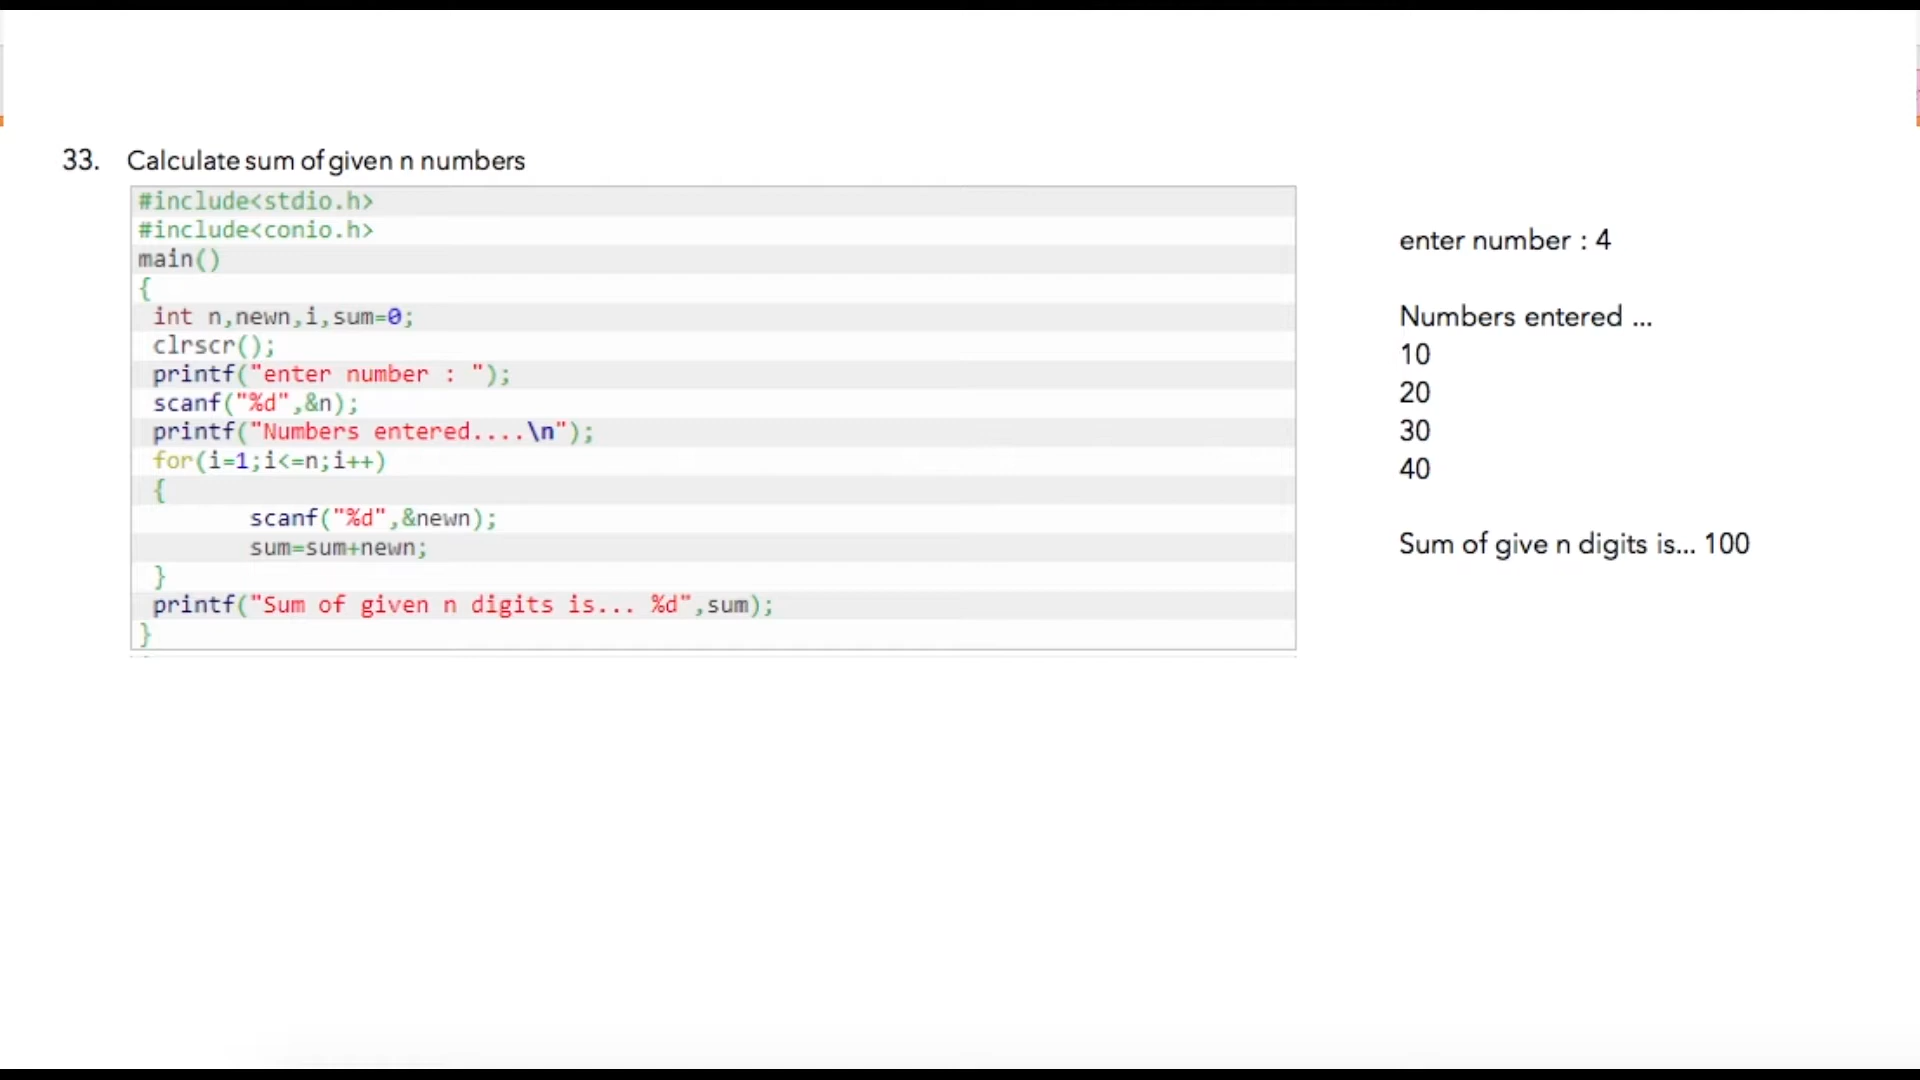 33. Calculate sum of given n numbers
#include<stdio.h>
#include<conio.h>
main()
{
int n,newn,i,sum=0;
clrscr();
printf("enter number : ");
scanf("%d",&n);
printf("Numbers entered....\n");
for(i=1;i<=n;i++)
{
scanf("%d",&newn);
sum=sum+newn;
}
printf("Sum of given n digits is... %d",sum);
}
enter number : 4
Numbers entered ...
10
20
30
40
Sum of give n digits is... 100